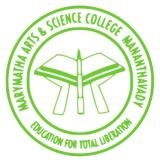 MARYMATHA ARTS & SCIENCE COLLEGE, MANANTHAVADY
EDUCATION FOR TOTAL LIBERATION